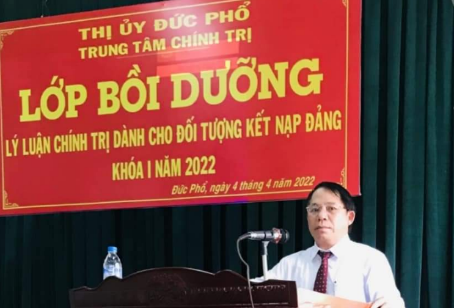 THỊ ỦY ĐỨC PHỔ
TRUNG TÂM CHÍNH TRỊ
LỚP BỒI DƯỠNG
LÝ LUẬN CHÍNH TRỊ DÀNH CHO ĐỐI TƯỢNG KẾT NẠP ĐẢNG
KHÓA I NĂM 2022
Đức Phổ, ngày 4 tháng 4 năm 2022